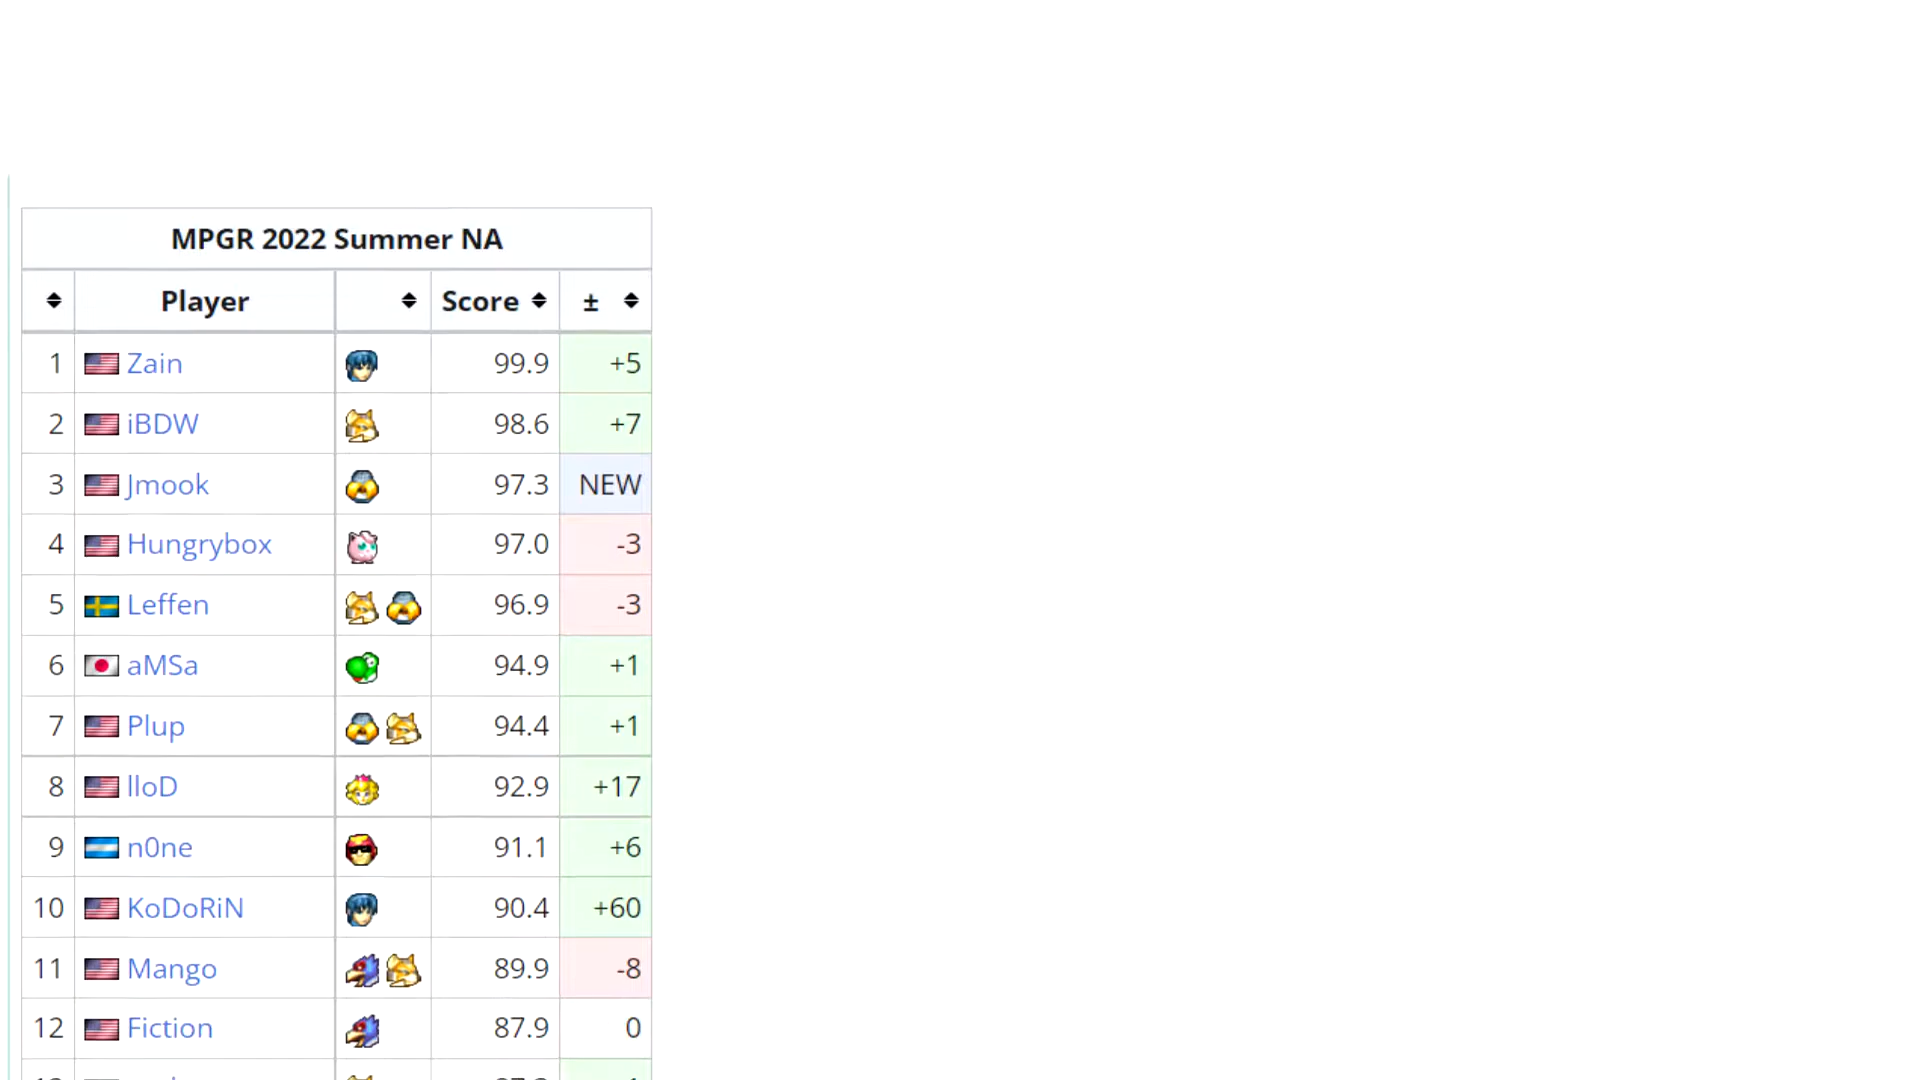 MPGR 2022 Summer NA
Player Score ±
1 Zain 99.9 +5
2 iBDW 98.6 +7
3 Jmook 97.3 NEW
4 Hungrybox 97.0 -3
5 Leffen 96.9 -3
6 aMSa 94.9 +1
7 Plup 94.4 +1
8 lloD 92.9 +17
9 n0ne 91.1 +6
10 KoDoRiN 90.4 +60
11 Mango 89.9 -8
12 Fiction 87.9 0